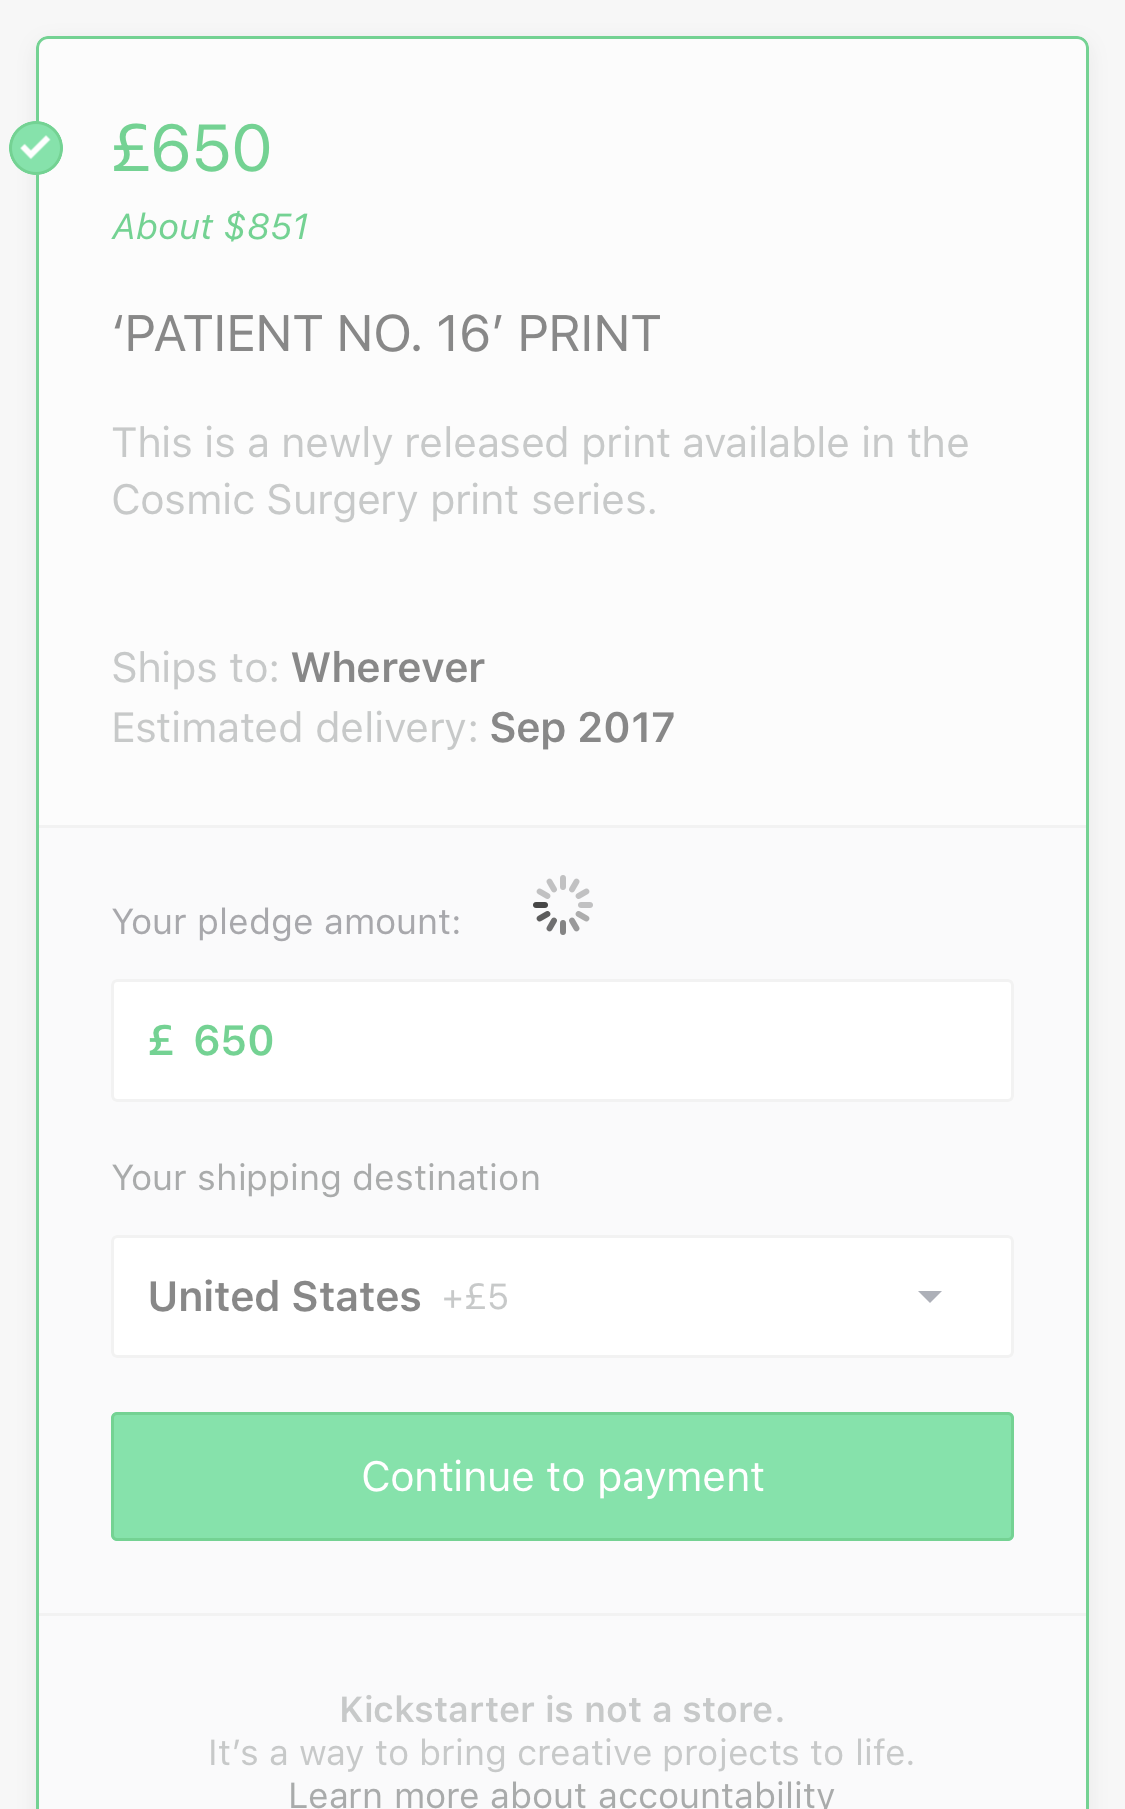 £650
About $851
‘PATIENT NO. 16’ PRINT
This is a newly released print available in the
Cosmic Surgery print series.
Ships to: Wherever
Estimated delivery: Sep 2017
Your pledge amount:
£ 650
Your shipping destination
United States +£5
Continue to payment
Kickstarter is not a store.
It’s a way to bring creative projects to life.
Learn more about accountability